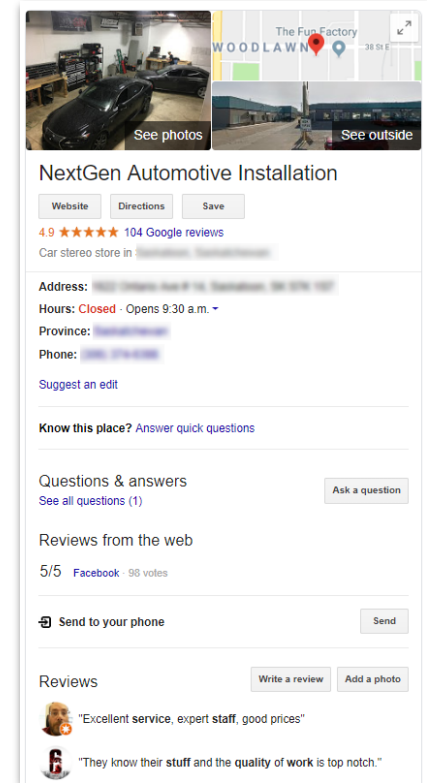 The Fun Factory
WOODLAWN
38 St E
See photos
See outside
NextGen Automotive Installation
Website
Directions
Save
4.9 ★★★★★ 104 Google reviews
Car stereo store in
Address:
Hours: Closed · Opens 9:30 a.m.
Province:
Phone:
Suggest an edit
Know this place? Answer quick questions
Questions & answers
See all questions (1)
Ask a question
Reviews from the web
5/5 Facebook · 98 votes
Send to your phone
Send
Reviews
Write a review
Add a photo
"Excellent service, expert staff, good prices"
"They know their stuff and the quality of work is top notch."